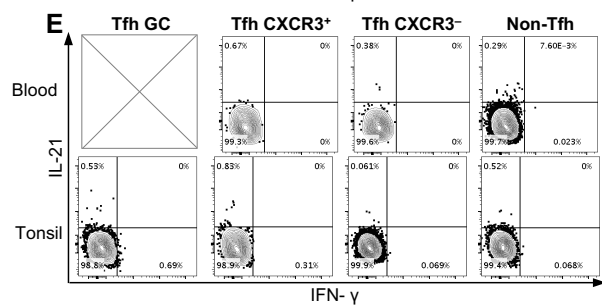 E
Tfh GC
Tfh CXCR3⁺
Tfh CXCR3⁻
Non-Tfh
Blood
0.67%
0%
99.3%
0%
0.38%
0%
99.6%
0%
0.29%
7.60E-3%
99.7%
0.023%
IL-21
Tonsil
0.53%
0%
98.8%
0.69%
0.83%
0%
98.9%
0.31%
0.061%
0%
99.9%
0.069%
0.52%
0%
99.4%
0.068%
IFN- γ